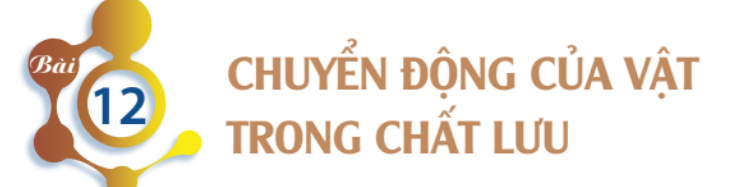 Bài
12
CHUYỂN ĐỘNG CỦA VẬT
TRONG CHẤT LƯU